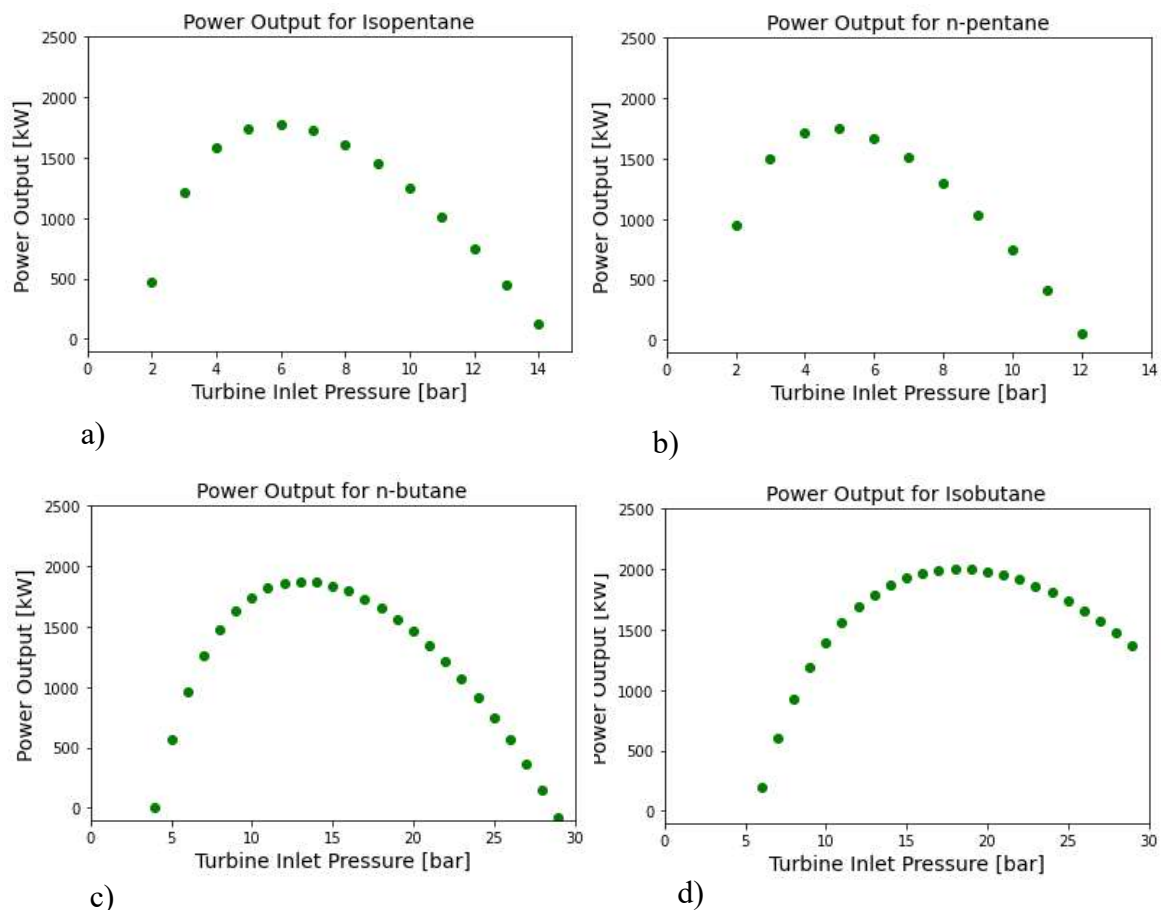 Power Output for Isopentane
2500
2000
1500
1000
500
0
Power Output [kW]
0 2 4 6 8 10 12 14
Turbine Inlet Pressure [bar]
a)
Power Output for n-pentane
2500
2000
1500
1000
500
0
Power Output [kW]
0 2 4 6 8 10 12 14
Turbine Inlet Pressure [bar]
b)
Power Output for n-butane
2500
2000
1500
1000
500
0
Power Output [kW]
0 5 10 15 20 25 30
Turbine Inlet Pressure [bar]
c)
Power Output for Isobutane
2500
2000
1500
1000
500
0
Power Output [kW]
0 5 10 15 20 25 30
Turbine Inlet Pressure [bar]
d)